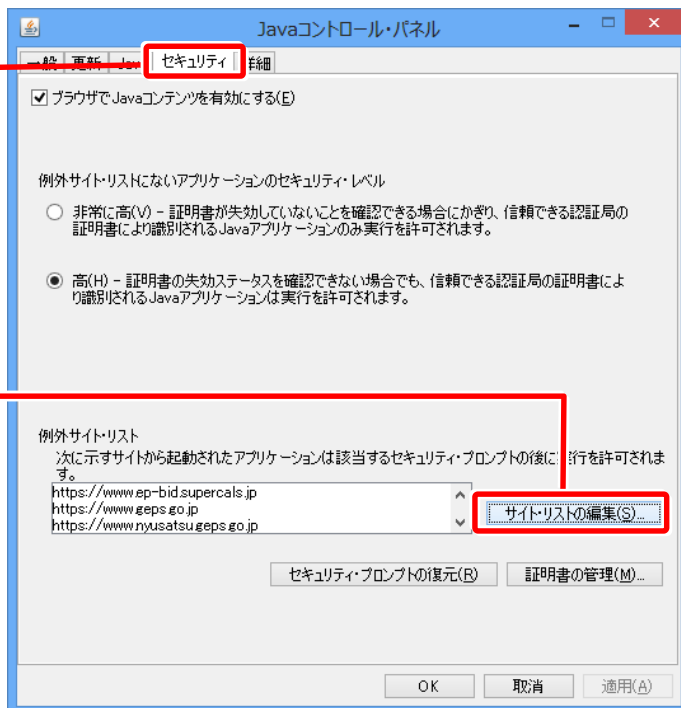 Javaコントロール・パネル
一般 更新 Java セキュリティ 詳細
ブラウザでJavaコンテンツを有効にする(E)
例外サイト・リストにないアプリケーションのセキュリティ・レベル
非常に高(V) - 証明書が失効していないことを確認できる場合にかぎり、信頼できる認証局の
証明書により識別されるJavaアプリケーションのみ実行を許可されます。
高(H) - 証明書の失効ステータスを確認できない場合でも、信頼できる認証局の証明書によ
り識別されるJavaアプリケーションは実行を許可されます。
例外サイト・リスト
次に示すサイトから起動されたアプリケーションは該当するセキュリティ・プロンプトの後に実行を許可されま
す。
https://www.ep-bid.supercals.jp
https://www.geps.go.jp
https://www.nyusatsu.geps.go.jp
サイト・リストの編集(S)...
セキュリティ・プロンプトの復元(R) 証明書の管理(M)...
OK 取消 適用(A)